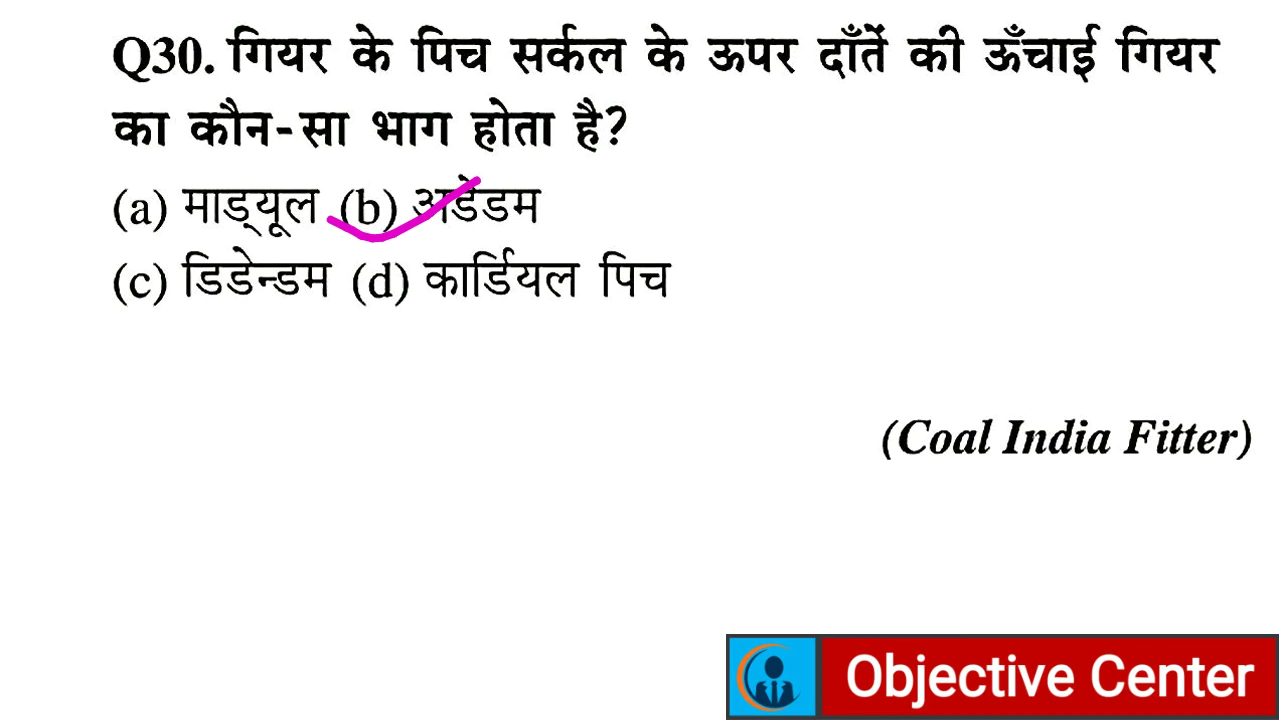 Q30. गियर के पिच सर्कल के ऊपर दाँतें की ऊँचाई गियर
का कौन-सा भाग होता है?
(a) माड्यूल (b) अडेंडम
(c) डिडेन्डम (d) कार्डियल पिच
(Coal India Fitter)
Objective Center